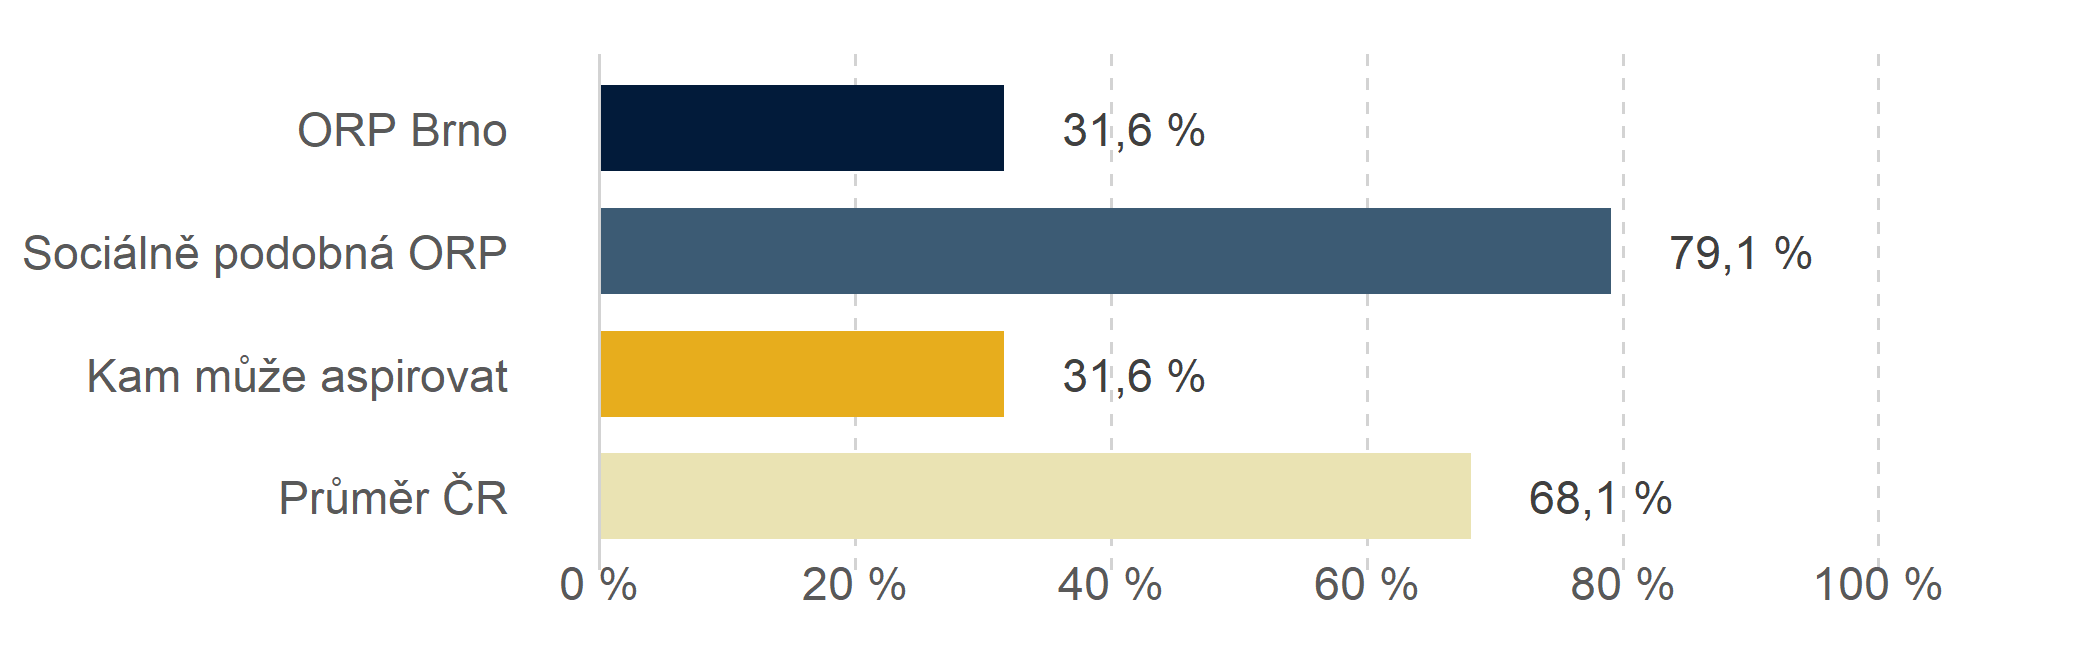 ORP Brno 31,6 %
Sociálně podobná ORP 79,1 %
Kam může aspirovat 31,6 %
Průměr ČR 68,1 %
0 % 20 % 40 % 60 % 80 % 100 %